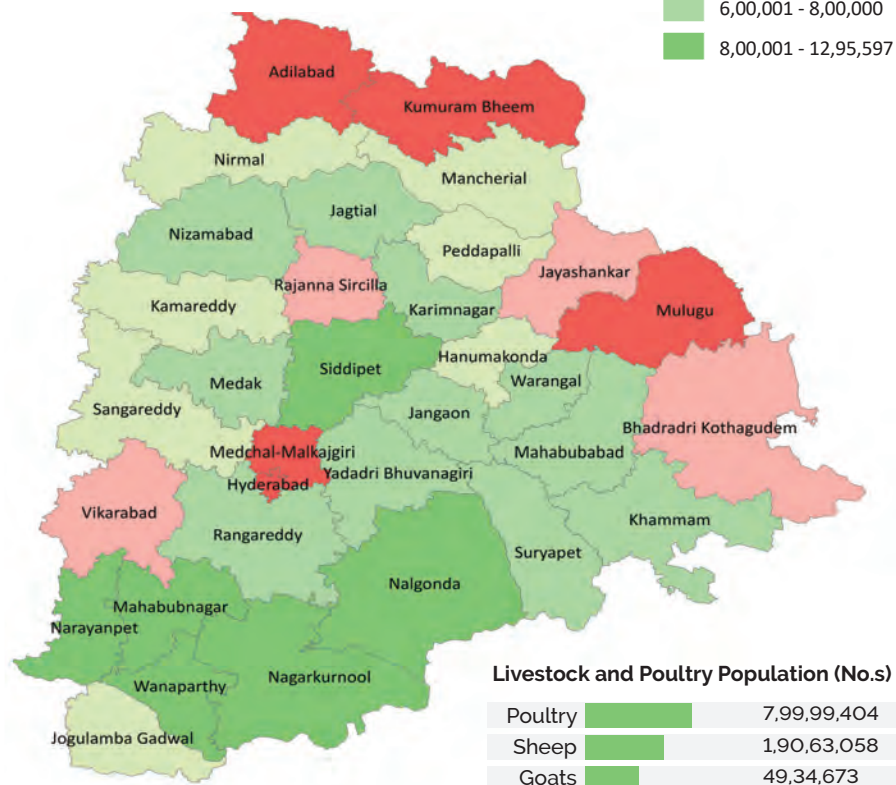 6,00,001 - 8,00,000
8,00,001 - 12,95,597
Adilabad
Kumuram Bheem
Nirmal
Mancherial
Jagtial
Nizamabad
Peddapalli
Jayashankar
Rajanna Sircilla
Kamareddy
Karimnagar
Mulugu
Hanumakonda
Siddipet
Warangal
Medak
Sangareddy
Jangaon
Bhadradri Kothagudem
Medchal-Malkajgiri
Mahabubabad
Yadadri Bhuvanagiri
Hyderabad
Vikarabad
Khammam
Rangareddy
Suryapet
Nalgonda
Mahabubnagar
Narayanpet
Nagarkurnool
Wanaparthy
Jogulamba Gadwal
Livestock and Poultry Population (No.s)
Poultry 7,99,99,404
Sheep 1,90,63,058
Goats 49,34,673